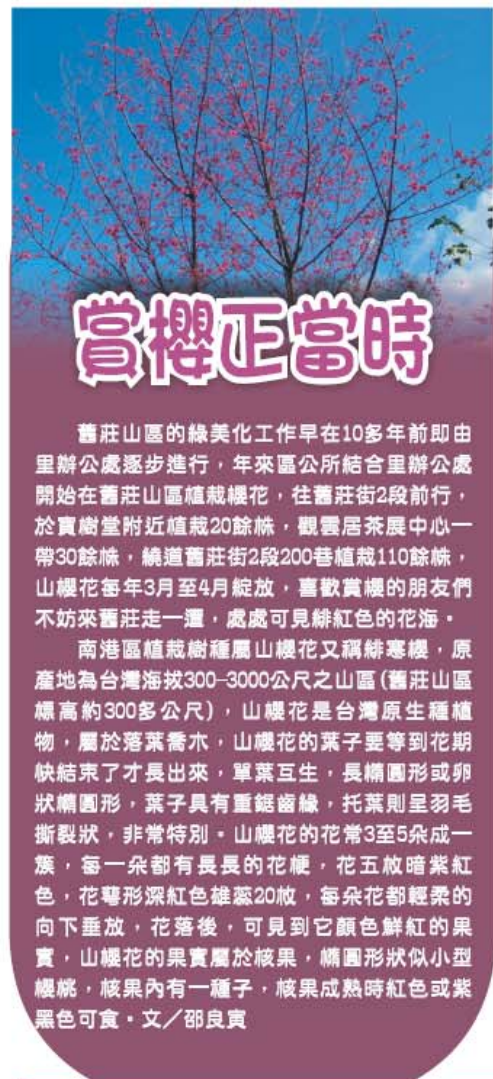 賞櫻正當時
舊莊山區的綠美化工作早在10多年前即由
里辦公處逐步進行，年來區公所結合里辦公處
開始在舊莊山區植栽櫻花，往舊莊街2段前行，
於寶樹堂附近植栽20餘株，觀雲居茶展中心一
帶30餘株，繞道舊莊街2段200巷植栽110餘株，
山櫻花每年3月至4月綻放，喜歡賞櫻的朋友們
不妨來舊莊走一遭，處處可見緋紅色的花海。
南港區植栽樹種屬山櫻花又稱緋寒櫻，原
產地為台灣海拔300-3000公尺之山區(舊莊山區
標高約300多公尺)，山櫻花是台灣原生種植
物，屬於落葉喬木，山櫻花的葉子要等到花期
快結束了才長出來，單葉互生，長橢圓形或卵
狀橢圓形，葉子具有重鋸齒緣，托葉則呈羽毛
撕裂狀，非常特別。山櫻花的花常3至5朵成一
簇，每一朵都有長長的花梗，花五枚暗紫紅
色，花萼形深紅色雄蕊20枚，每朵花都輕柔的
向下垂放，花落後，可見到它顏色鮮紅的果
實，山櫻花的果實屬於核果，橢圓形狀似小型
櫻桃，核果內有一種子，核果成熟時紅色或紫
黑色可食。文／邵良寅